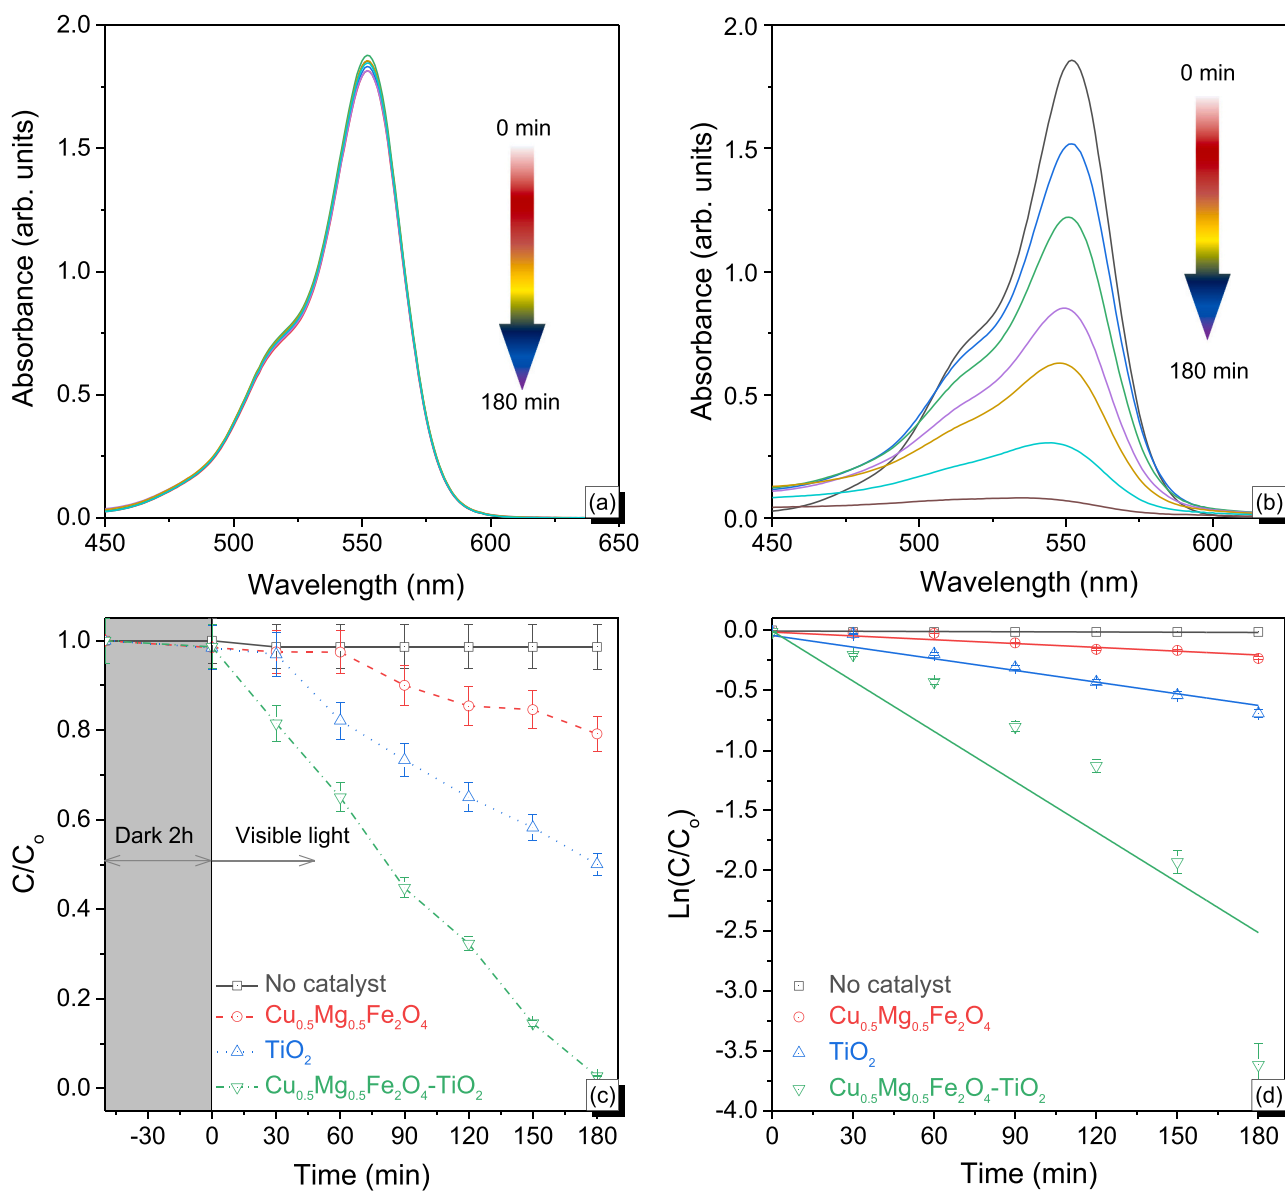 2.0
1.5
1.0
0.5
0.0
450
500
550
600
650
Absorbance (arb. units)
Wavelength (nm)
0 min
180 min
(a)
2.0
1.5
1.0
0.5
0.0
450
500
550
600
Absorbance (arb. units)
Wavelength (nm)
0 min
180 min
(b)
1.0
0.8
0.6
0.4
0.2
0.0
-30
0
30
60
90
120
150
180
C/C₀
Time (min)
Dark 2h
Visible light
No catalyst
Cu₀.₅Mg₀.₅Fe₂O₄
TiO₂
Cu₀.₅Mg₀.₅Fe₂O₄-TiO₂
(c)
0.0
-0.5
-1.0
-1.5
-2.0
-2.5
-3.0
-3.5
-4.0
0
30
60
90
120
150
180
Ln(C/C₀)
Time (min)
No catalyst
Cu₀.₅Mg₀.₅Fe₂O₄
TiO₂
Cu₀.₅Mg₀.₅Fe₂O₄-TiO₂
(d)